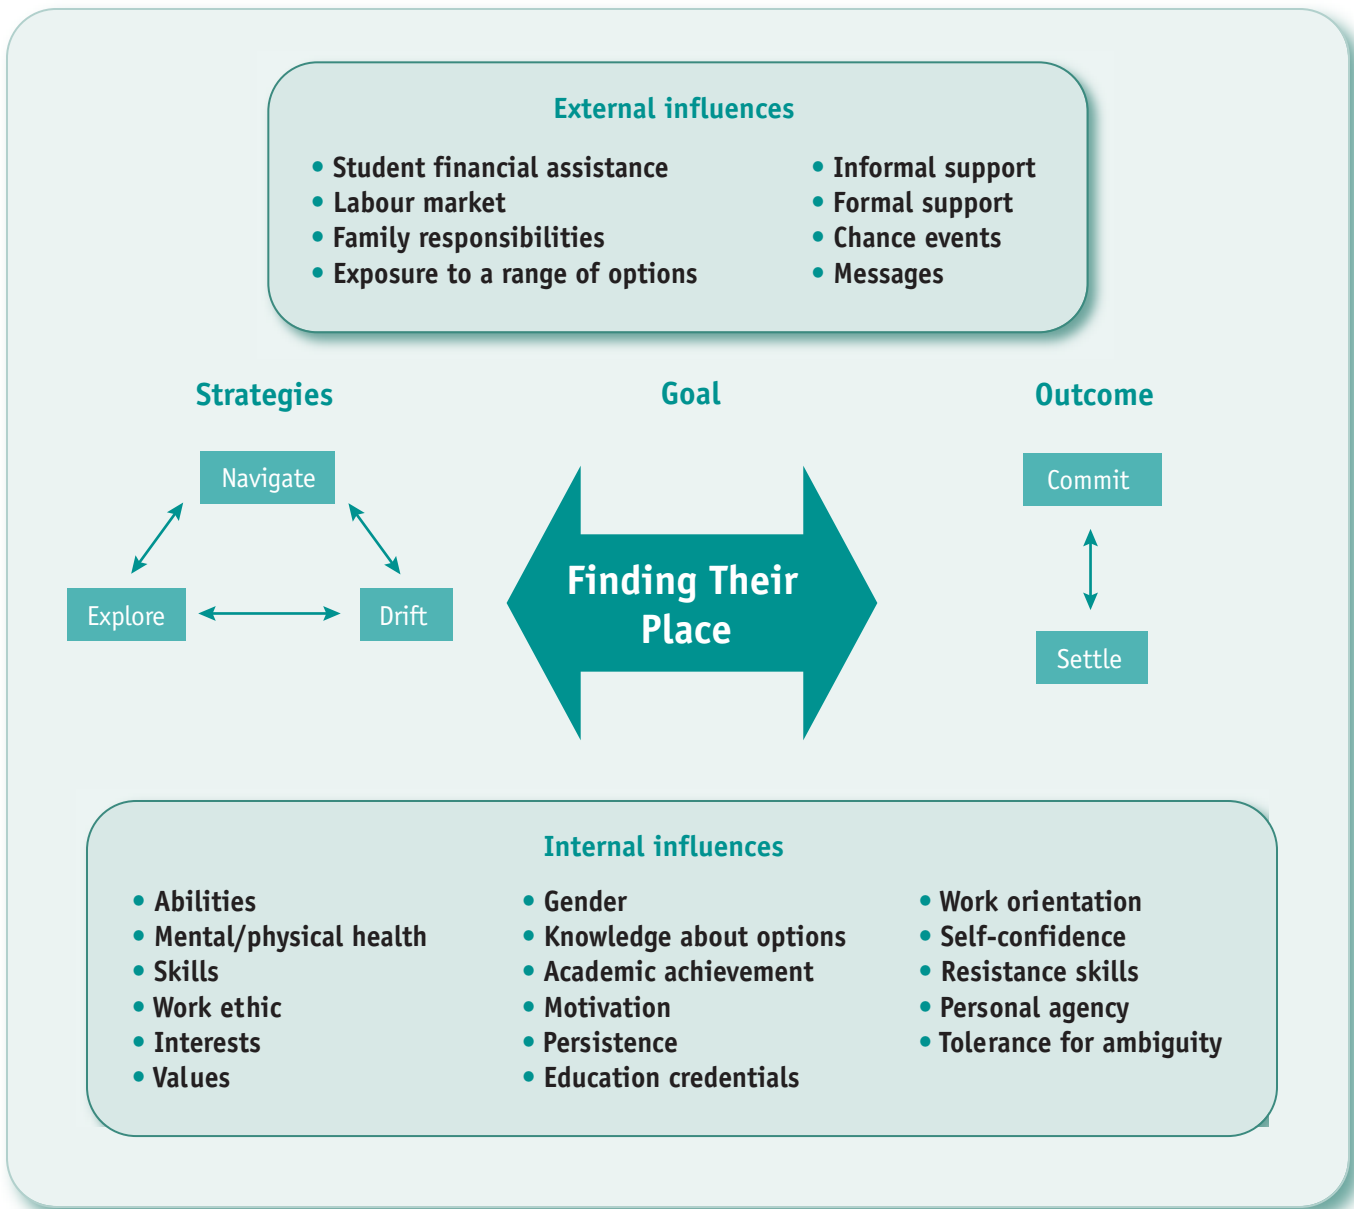 External influences
• Student financial assistance
• Labour market
• Family responsibilities
• Exposure to a range of options
• Informal support
• Formal support
• Chance events
• Messages
Strategies
Navigate
Explore
Drift
Goal
Finding Their
Place
Outcome
Commit
Settle
Internal influences
• Abilities
• Mental/physical health
• Skills
• Work ethic
• Interests
• Values
• Gender
• Knowledge about options
• Academic achievement
• Motivation
• Persistence
• Education credentials
• Work orientation
• Self-confidence
• Resistance skills
• Personal agency
• Tolerance for ambiguity